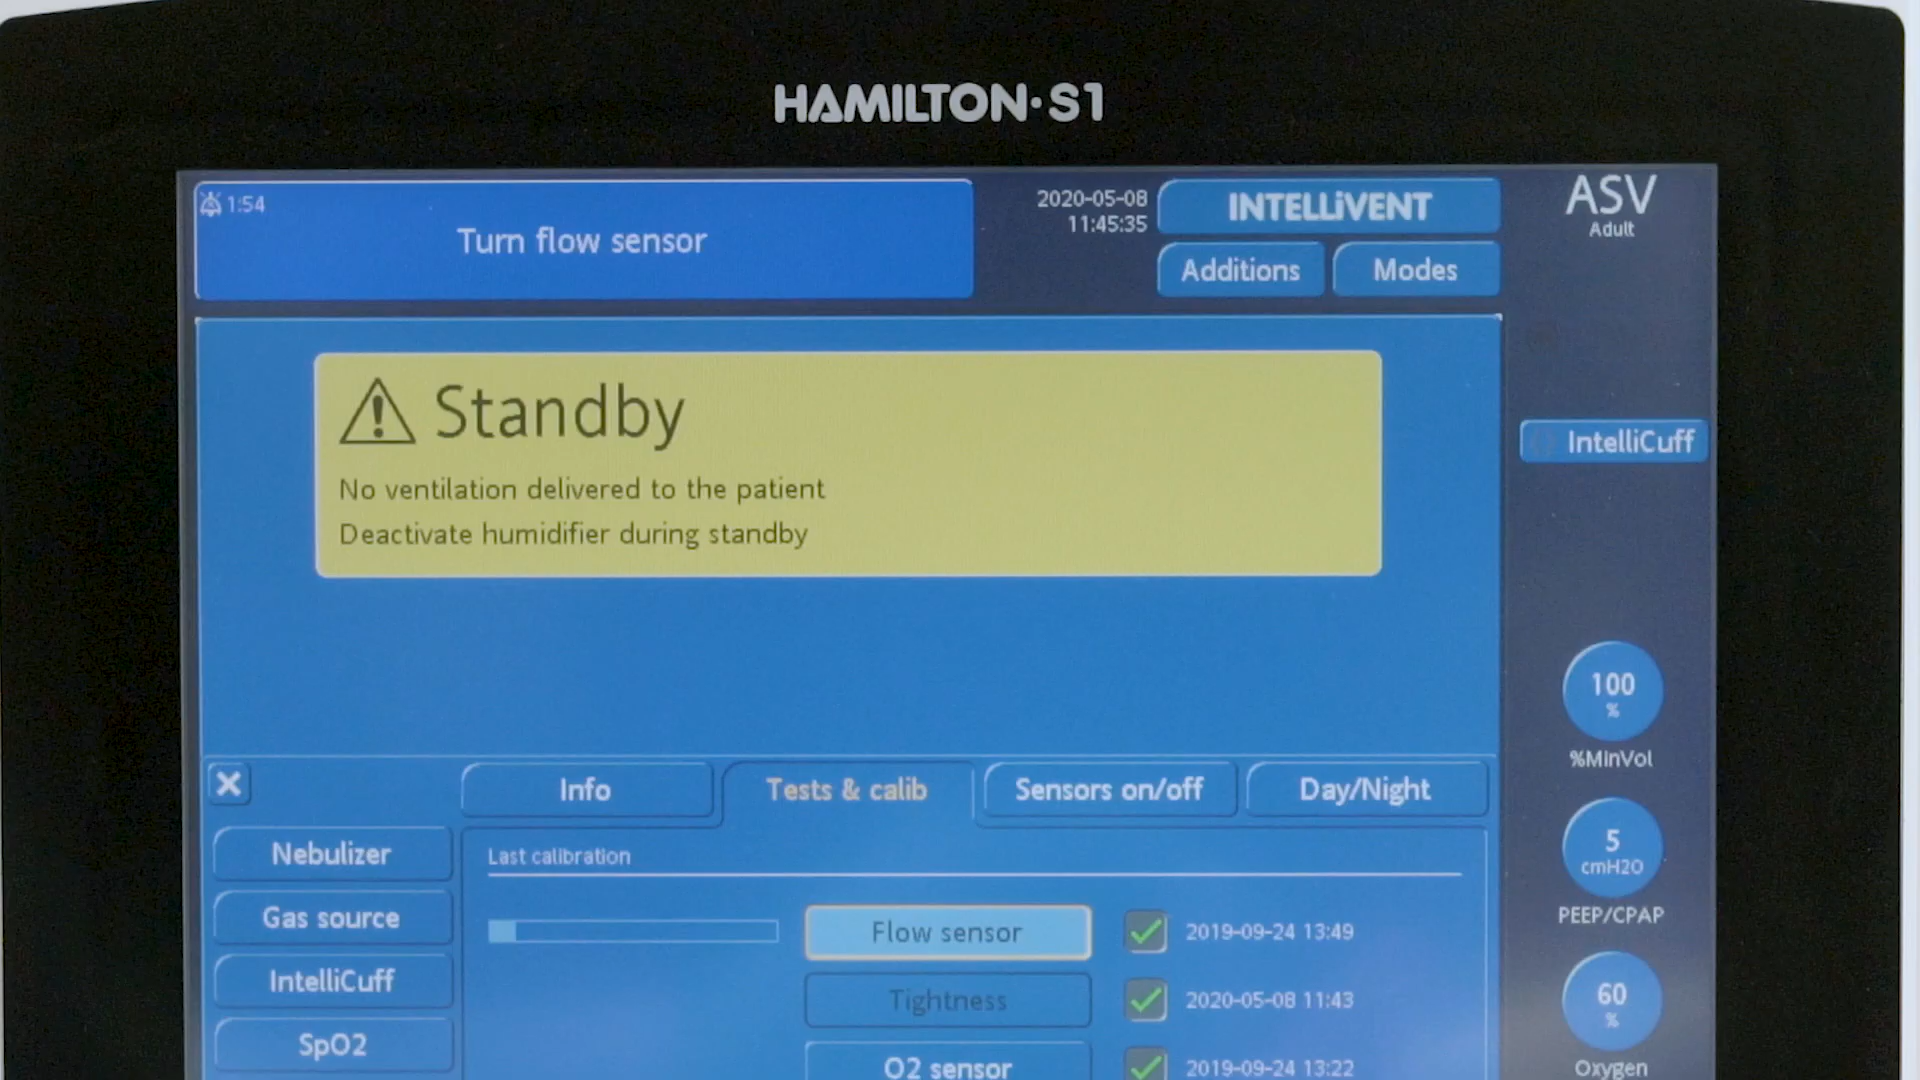 HAMILTON·S1
1:54
Turn flow sensor
2020-05-08
11:45:35
INTELLiVENT
Additions
Modes
ASV
Adult
Standby
No ventilation delivered to the patient
Deactivate humidifier during standby
IntelliCuff
100
%
%MinVol
5
cmH2O
PEEP/CPAP
60
%
Oxygen
X
Info
Tests & calib
Sensors on/off
Day/Night
Nebulizer
Gas source
IntelliCuff
SpO2
Last calibration
Flow sensor
2019-09-24 13:49
Tightness
2020-05-08 11:43
O2 sensor
2019-09-24 13:22